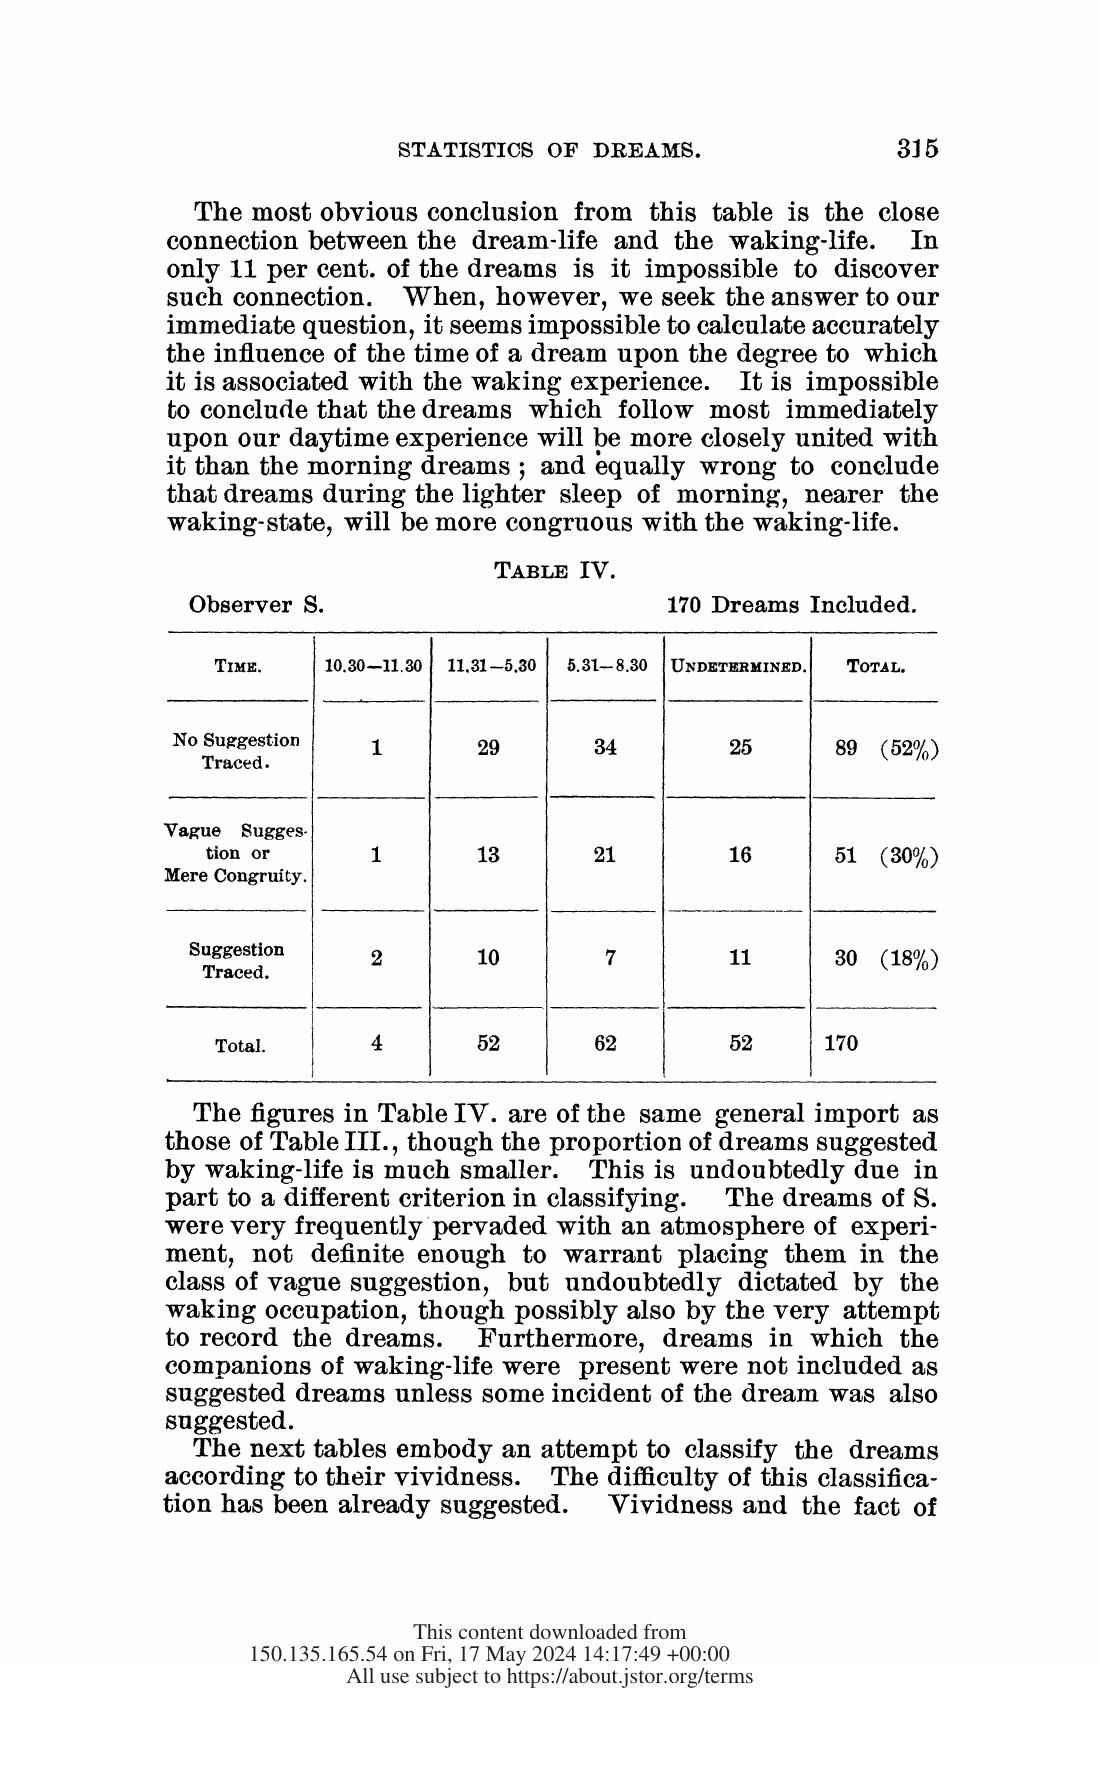 STATISTICS OF DREAMS. 315
The most obvious conclusion from this table is the close
connection between the dream-life and the waking-life. In
only 11 per cent. of the dreams is it impossible to discover
such connection. When, however, we seek the answer to our
immediate question, it seems impossible to calculate accurately
the influence of the time of a dream upon the degree to which
it is associated with the waking experience. It is impossible
to conclude that the dreams which follow most immediately
upon our daytime experience will be more closely united with
it than the morning dreams ; and equally wrong to conclude
that dreams during the lighter sleep of morning, nearer the
waking-state, will be more congruous with the waking-life.
TABLE IV.
Observer S. 170 Dreams Included.
TIME. 10.30—11.30 11.31—5.30 5.31—8.30 UNDETERMINED. TOTAL.
No Suggestion
Traced. 1 29 34 25 89 (52%)
Vague Sugges-
tion or 1 13 21 16 51 (30%)
Mere Congruity.
Suggestion
Traced. 2 10 7 11 30 (18%)
Total. 4 52 62 52 170
The figures in Table IV. are of the same general import as
those of Table III., though the proportion of dreams suggested
by waking-life is much smaller. This is undoubtedly due in
part to a different criterion in classifying. The dreams of S.
were very frequently pervaded with an atmosphere of experi-
ment, not definite enough to warrant placing them in the
class of vague suggestion, but undoubtedly dictated by the
waking occupation, though possibly also by the very attempt
to record the dreams. Furthermore, dreams in which the
companions of waking-life were present were not included as
suggested dreams unless some incident of the dream was also
suggested.
The next tables embody an attempt to classify the dreams
according to their vividness. The difficulty of this classifica-
tion has been already suggested. Vividness and the fact of
This content downloaded from
150.135.165.54 on Fri, 17 May 2024 14:17:49 +00:00
All use subject to https://about.jstor.org/terms